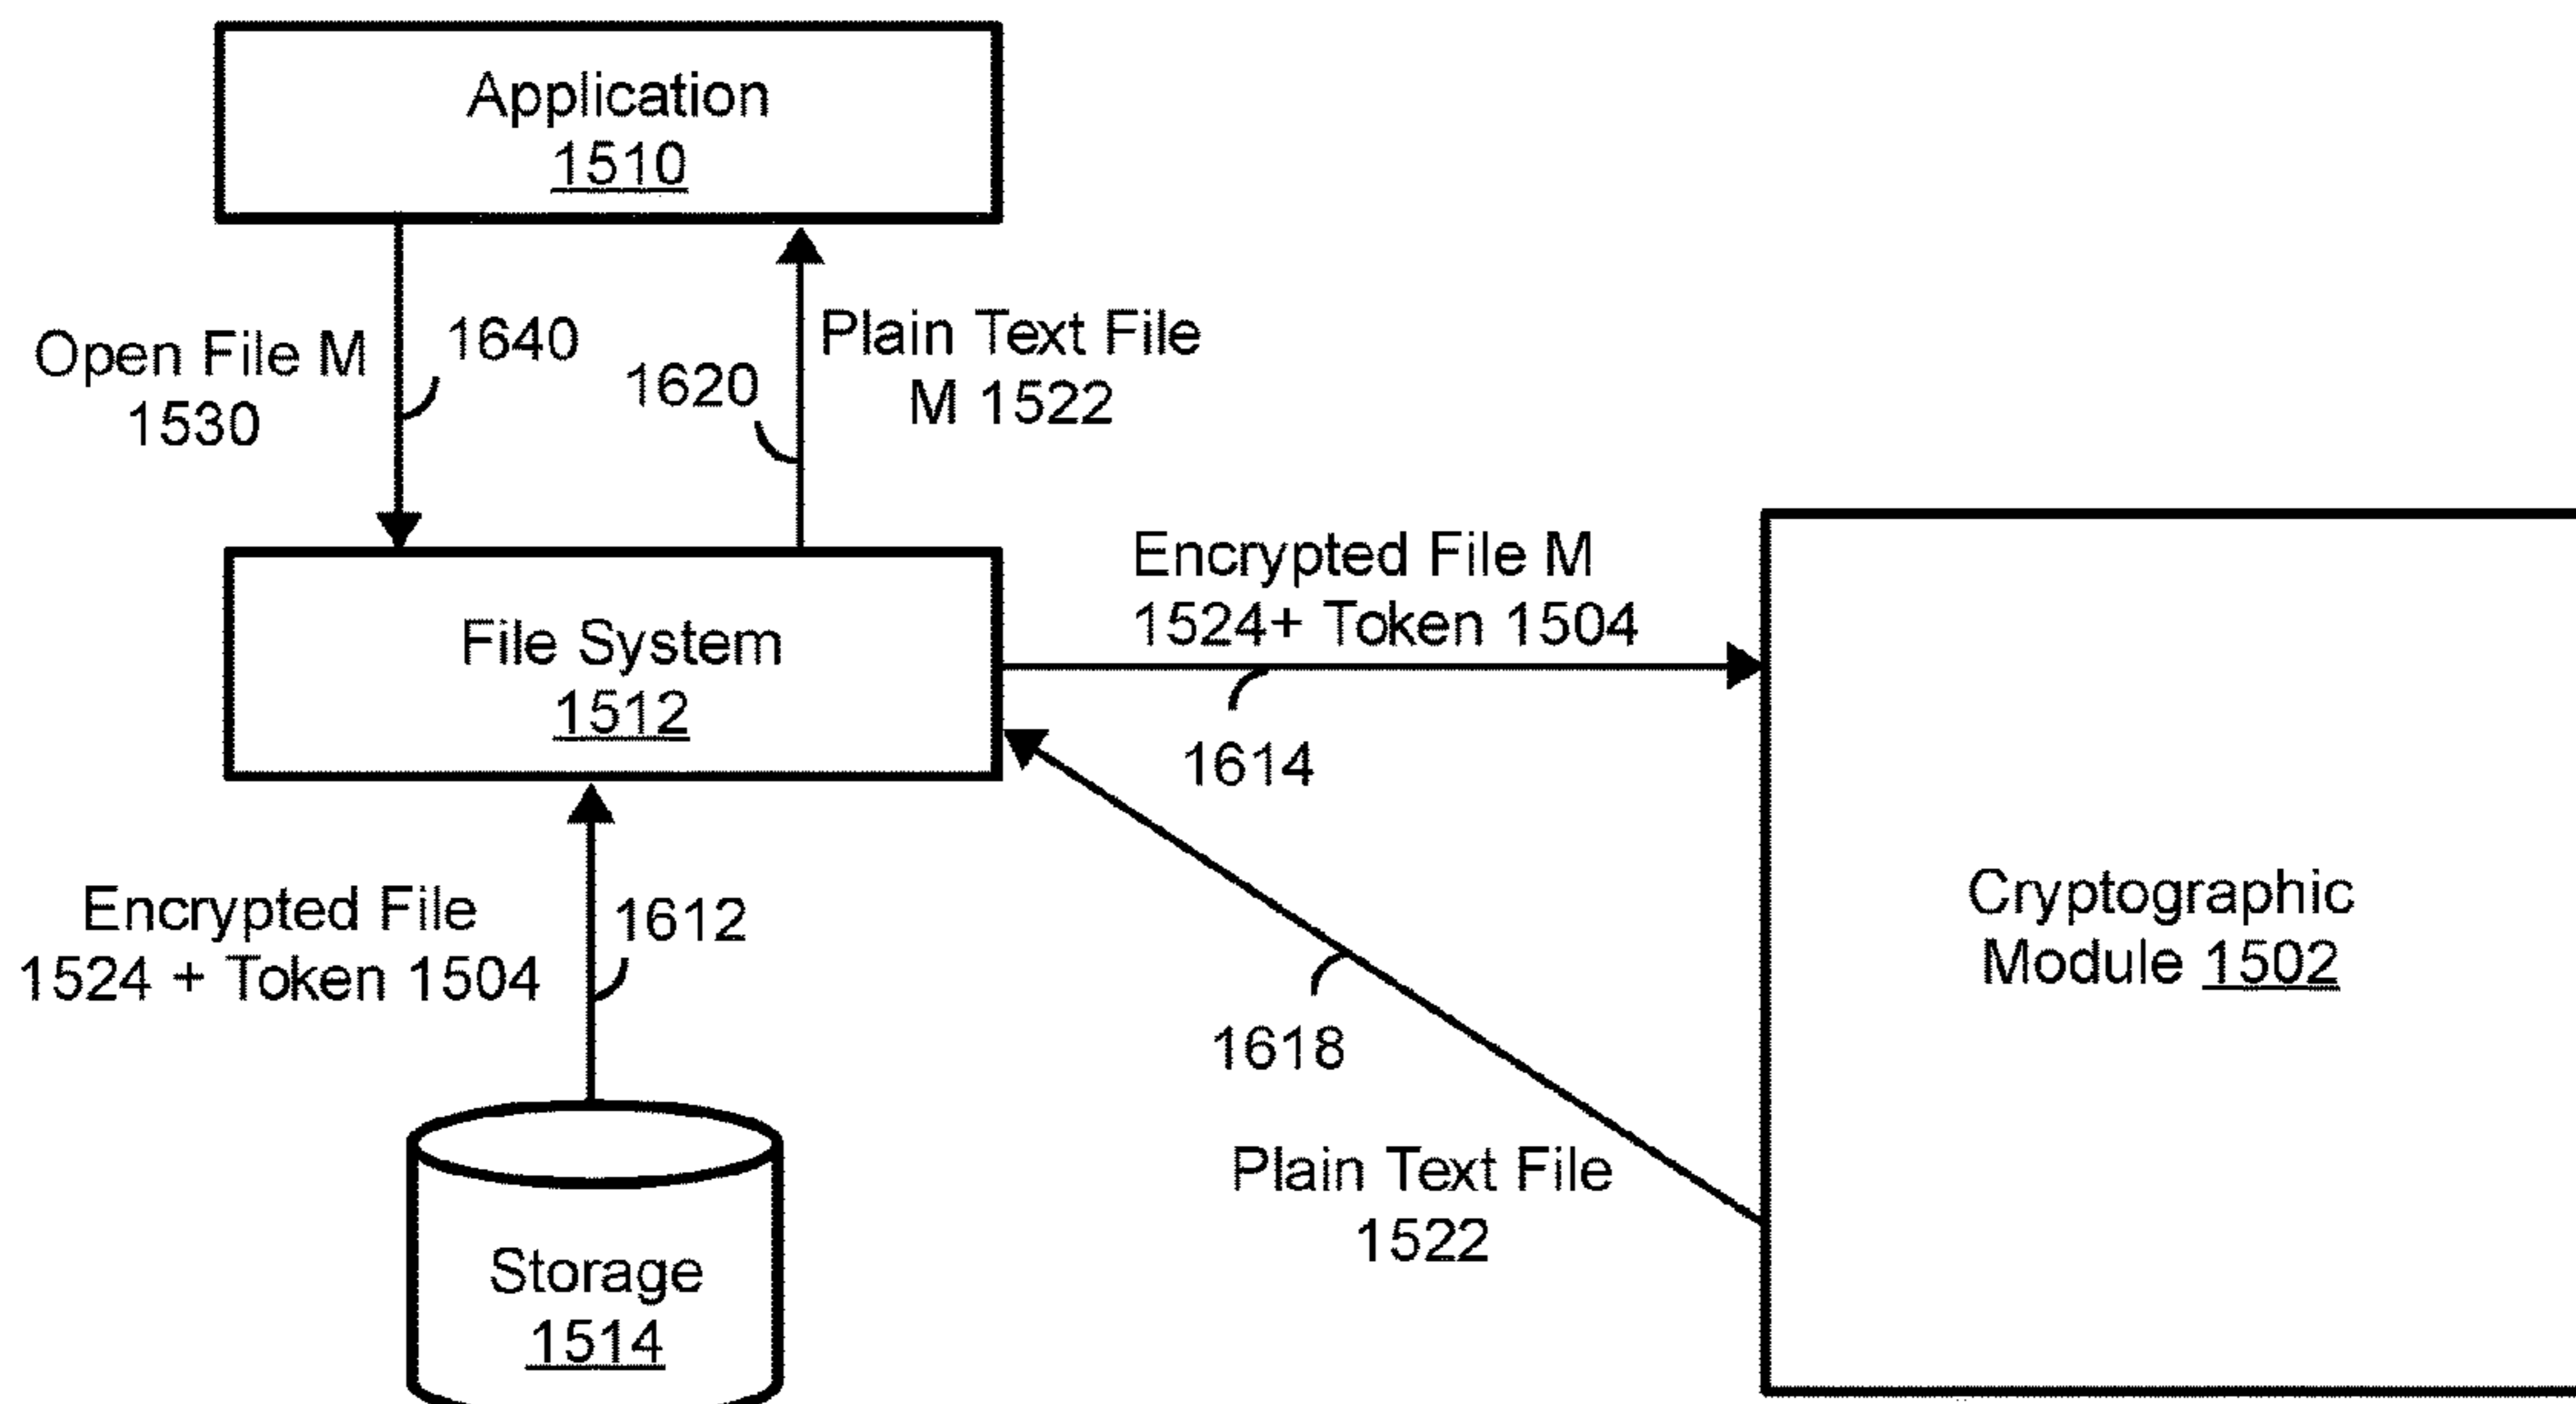 Application
1510
Open File M
1530
1640
1620
Plain Text File
M 1522
File System
1512
Encrypted File M
1524+ Token 1504
1614
Encrypted File
1524 + Token 1504
1612
1618
Plain Text File
1522
Cryptographic
Module 1502
Storage
1514